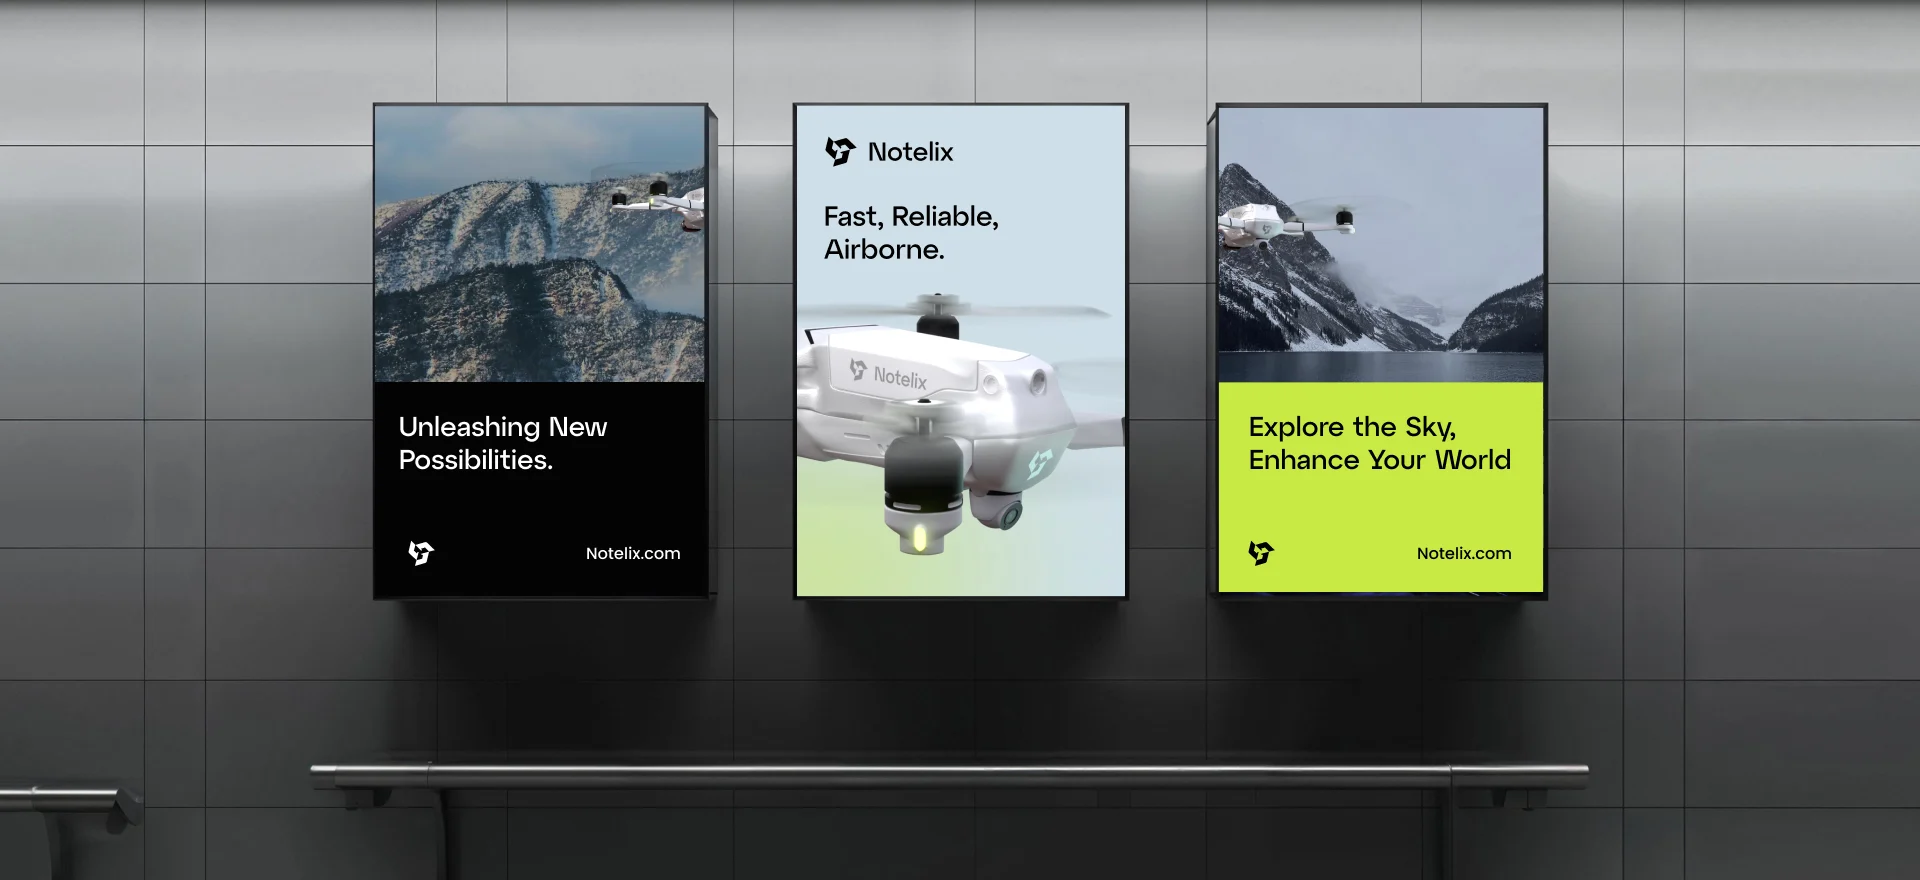 Unleashing New
Possibilities.
Notelix.com
Notelix
Fast, Reliable,
Airborne.
Notelix
Explore the Sky,
Enhance Your World
Notelix.com